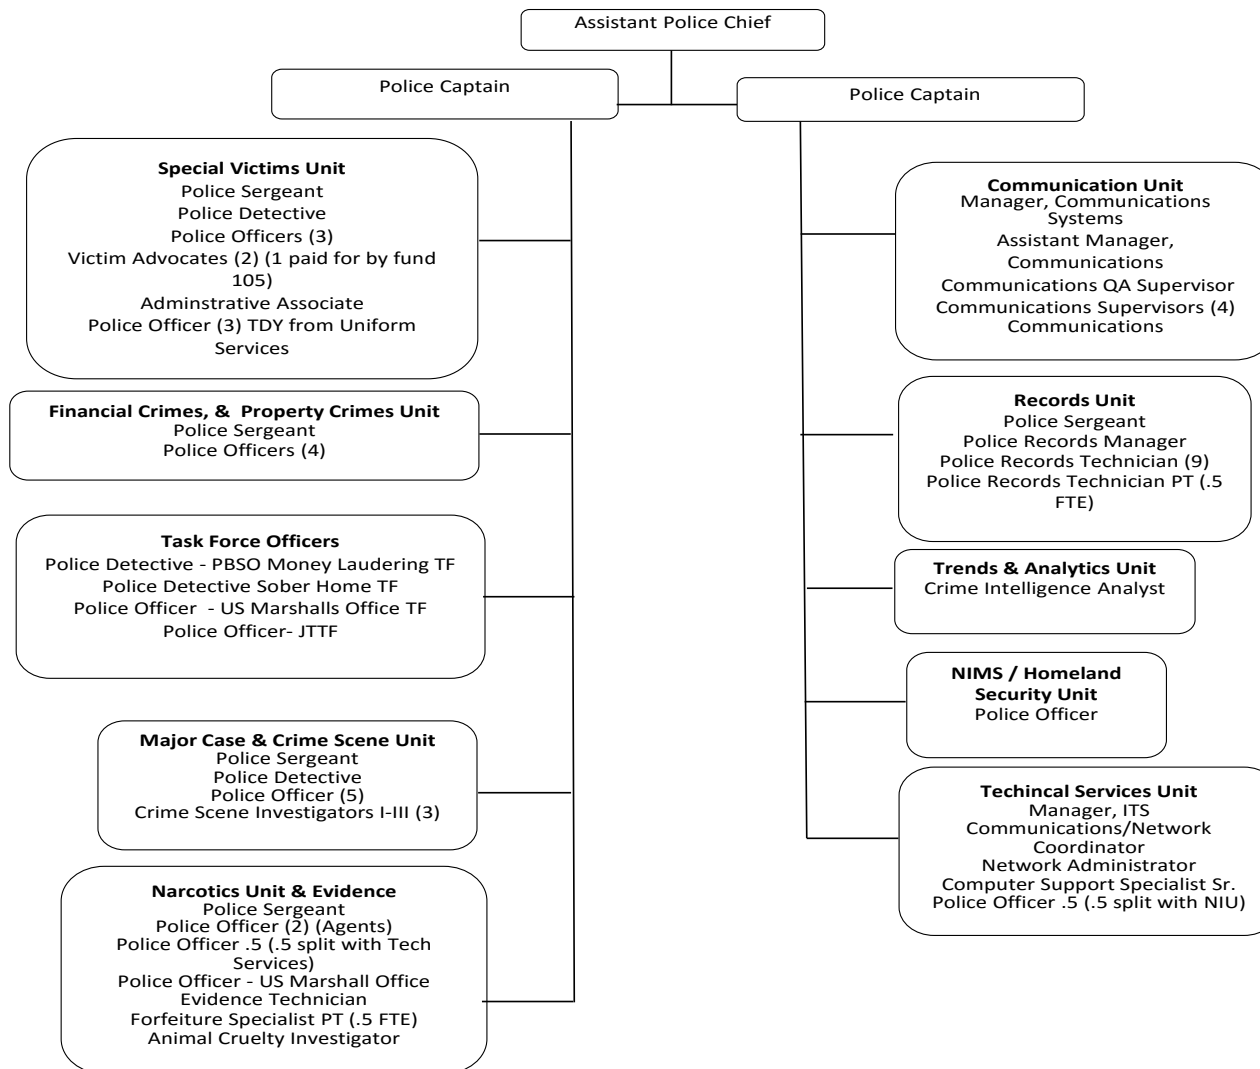 Assistant Police Chief
Police Captain
Police Captain
Special Victims Unit
Police Sergeant
Police Detective
Police Officers (3)
Victim Advocates (2) (1 paid for by fund
105)
Adminstrative Associate
Police Officer (3) TDY from Uniform
Services
Financial Crimes, & Property Crimes Unit
Police Sergeant
Police Officers (4)
Task Force Officers
Police Detective - PBSO Money Laudering TF
Police Detective Sober Home TF
Police Officer - US Marshalls Office TF
Police Officer- JTTF
Major Case & Crime Scene Unit
Police Sergeant
Police Detective
Police Officer (5)
Crime Scene Investigators I-III (3)
Narcotics Unit & Evidence
Police Sergeant
Police Officer (2) (Agents)
Police Officer .5 (.5 split with Tech
Services)
Police Officer - US Marshall Office
Evidence Technician
Forfeiture Specialist PT (.5 FTE)
Animal Cruelty Investigator
Communication Unit
Manager, Communications
Systems
Assistant Manager,
Communications
Communications QA Supervisor
Communications Supervisors (4)
Communications
Records Unit
Police Sergeant
Police Records Manager
Police Records Technician (9)
Police Records Technician PT (.5
FTE)
Trends & Analytics Unit
Crime Intelligence Analyst
NIMS / Homeland
Security Unit
Police Officer
Techincal Services Unit
Manager, ITS
Communications/Network
Coordinator
Network Administrator
Computer Support Specialist Sr.
Police Officer .5 (.5 split with NIU)